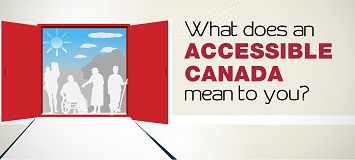 What does an
ACCESSIBLE
CANADA
mean to you?